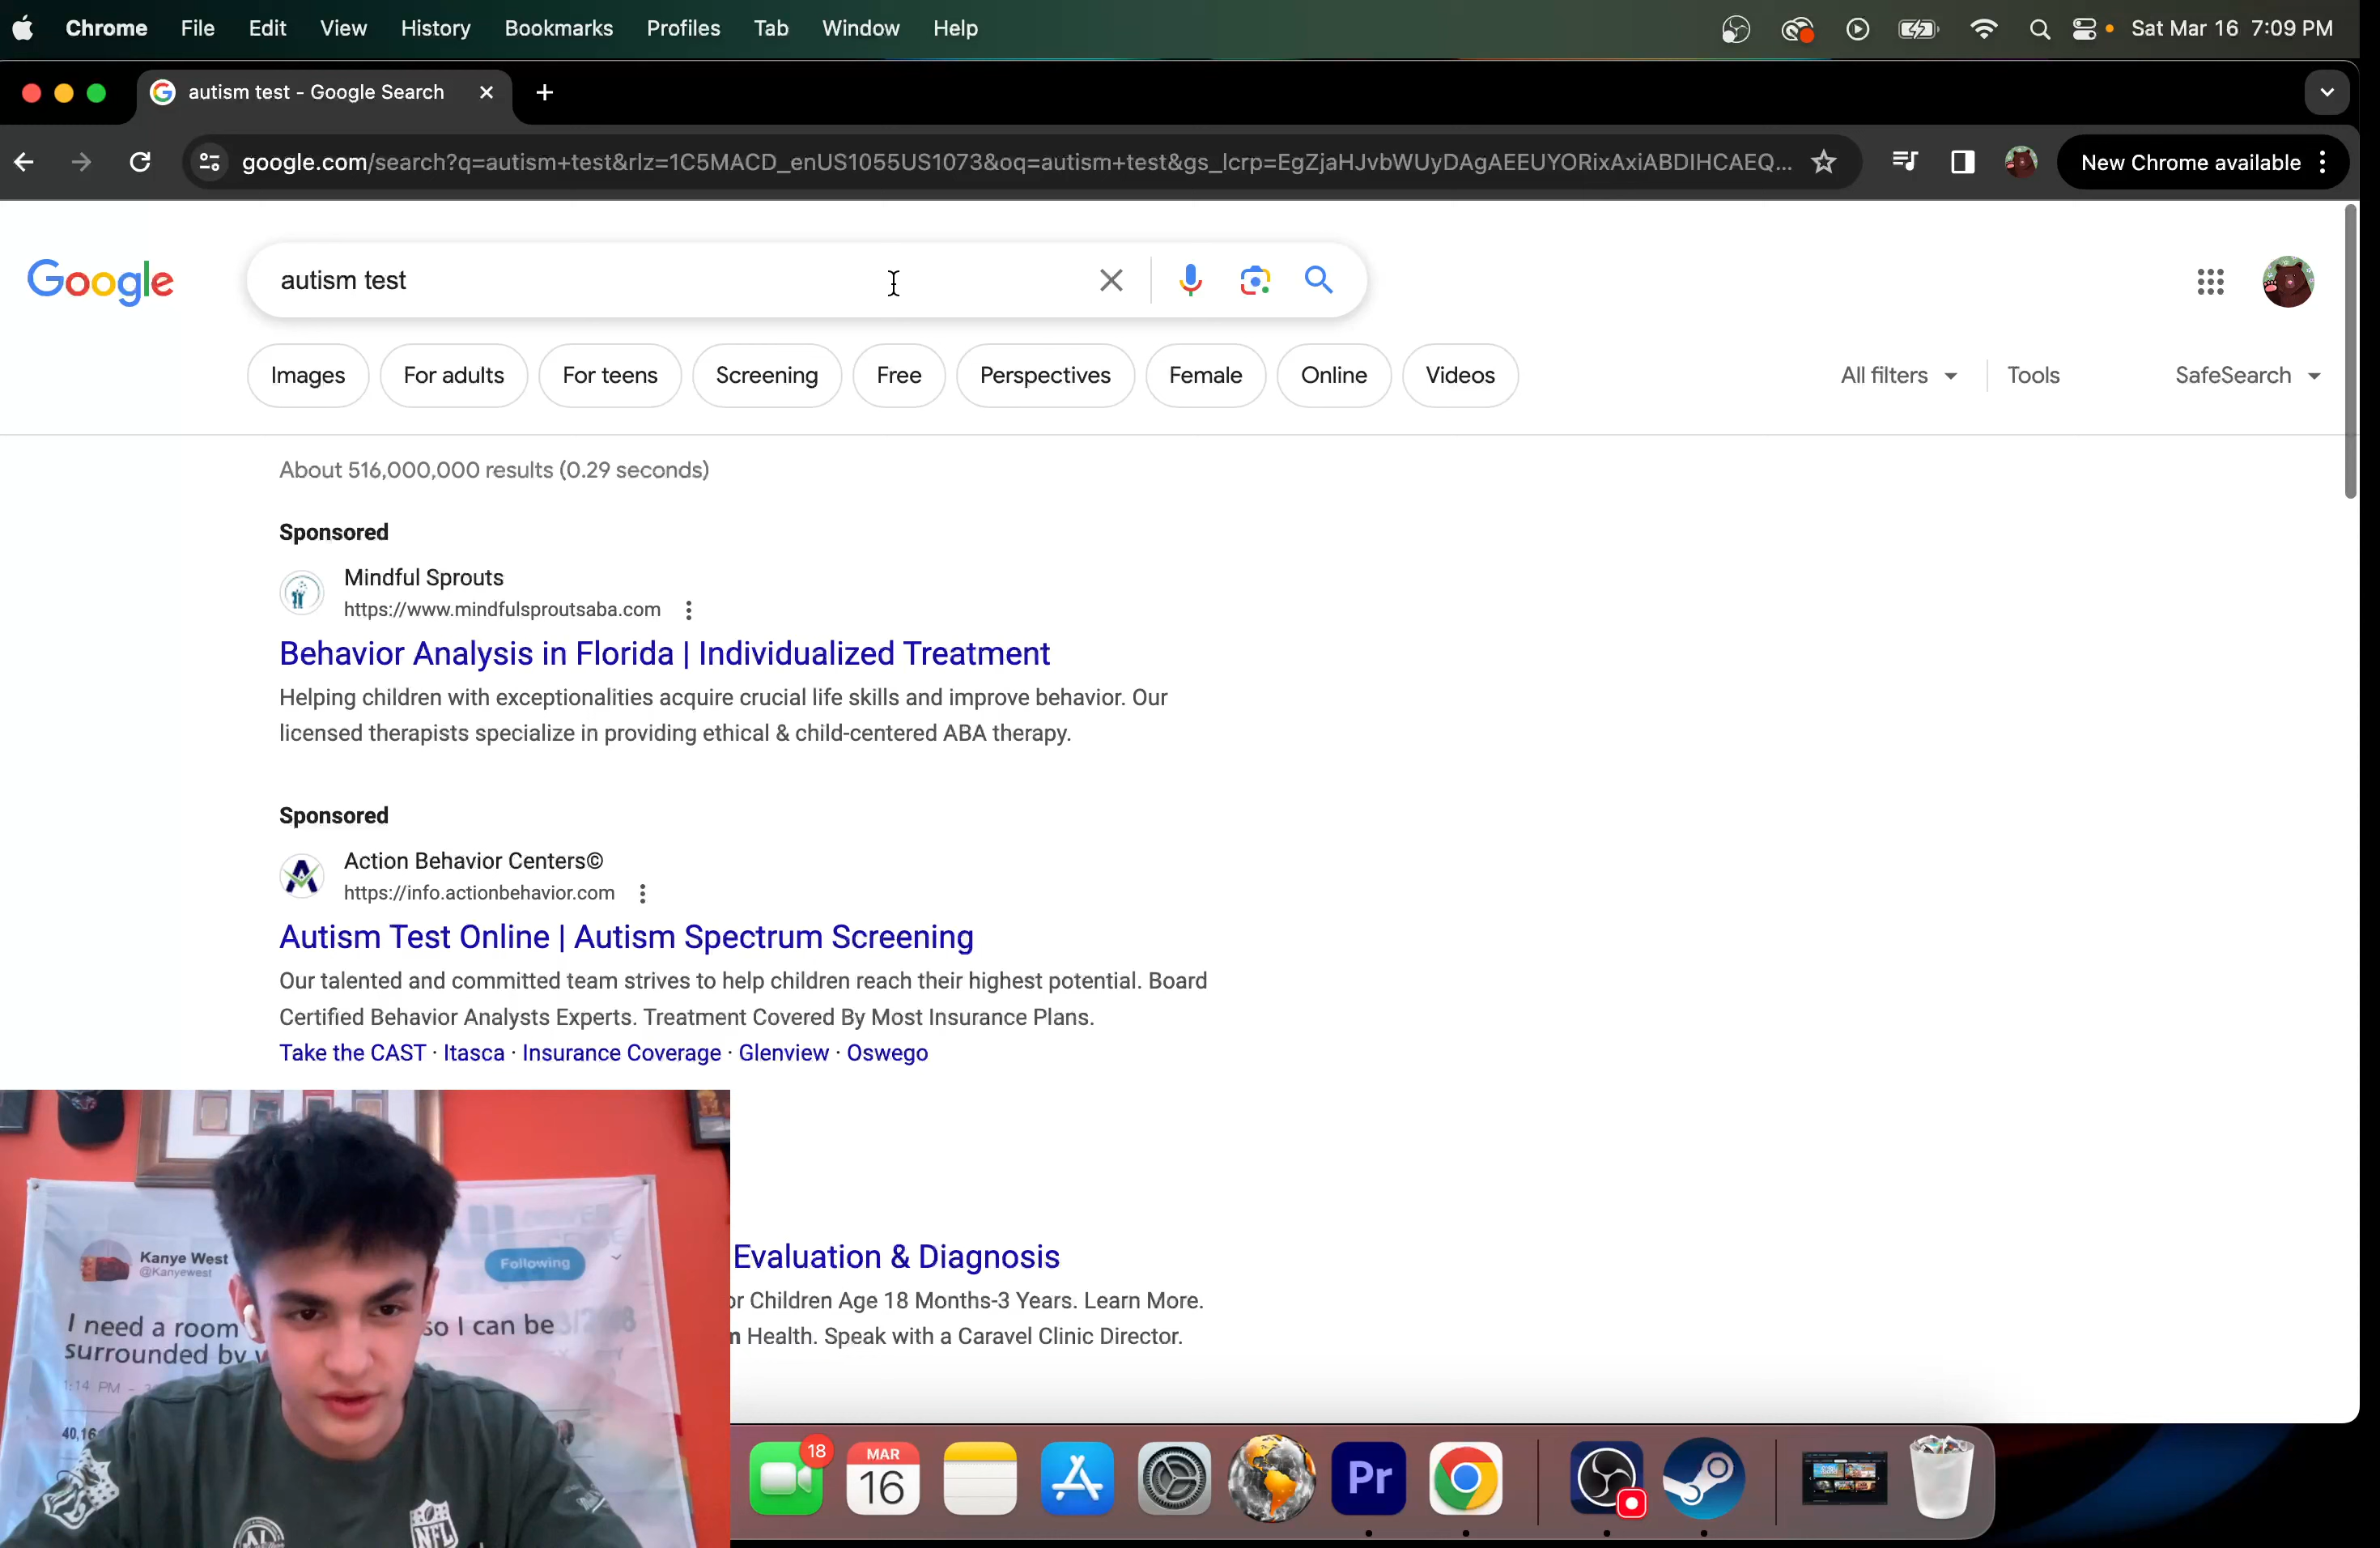 Chrome File Edit View History Bookmarks Profiles Tab Window Help Sat Mar 16 7:09 PM
autism test - Google Search
google.com/search?q=autism+test&rlz=1C5MACD_enUS1055US1073&oq=autism+test&gs_lcrp=EgZjaHJvbWUyDAgAEEUYORixAxiABDIHCAEQ... New Chrome available
Google autism test
Images For adults For teens Screening Free Perspectives Female Online Videos All filters Tools SafeSearch
About 516,000,000 results (0.29 seconds)
Sponsored
Mindful Sprouts
https://www.mindfulsproutsaba.com
Behavior Analysis in Florida | Individualized Treatment
Helping children with exceptionalities acquire crucial life skills and improve behavior. Our
licensed therapists specialize in providing ethical & child-centered ABA therapy.
Sponsored
Action Behavior Centers©
https://info.actionbehavior.com
Autism Test Online | Autism Spectrum Screening
Our talented and committed team strives to help children reach their highest potential. Board
Certified Behavior Analysts Experts. Treatment Covered By Most Insurance Plans.
Take the CAST · Itasca · Insurance Coverage · Glenview · Oswego
Evaluation & Diagnosis
or Children Age 18 Months-3 Years. Learn More.
Health. Speak with a Caravel Clinic Director.
Kanye West
@Kanyewest
Following
I need a room so I can be
surrounded by
1:14 PM
40,16
NFL
18
MAR
16
Pr